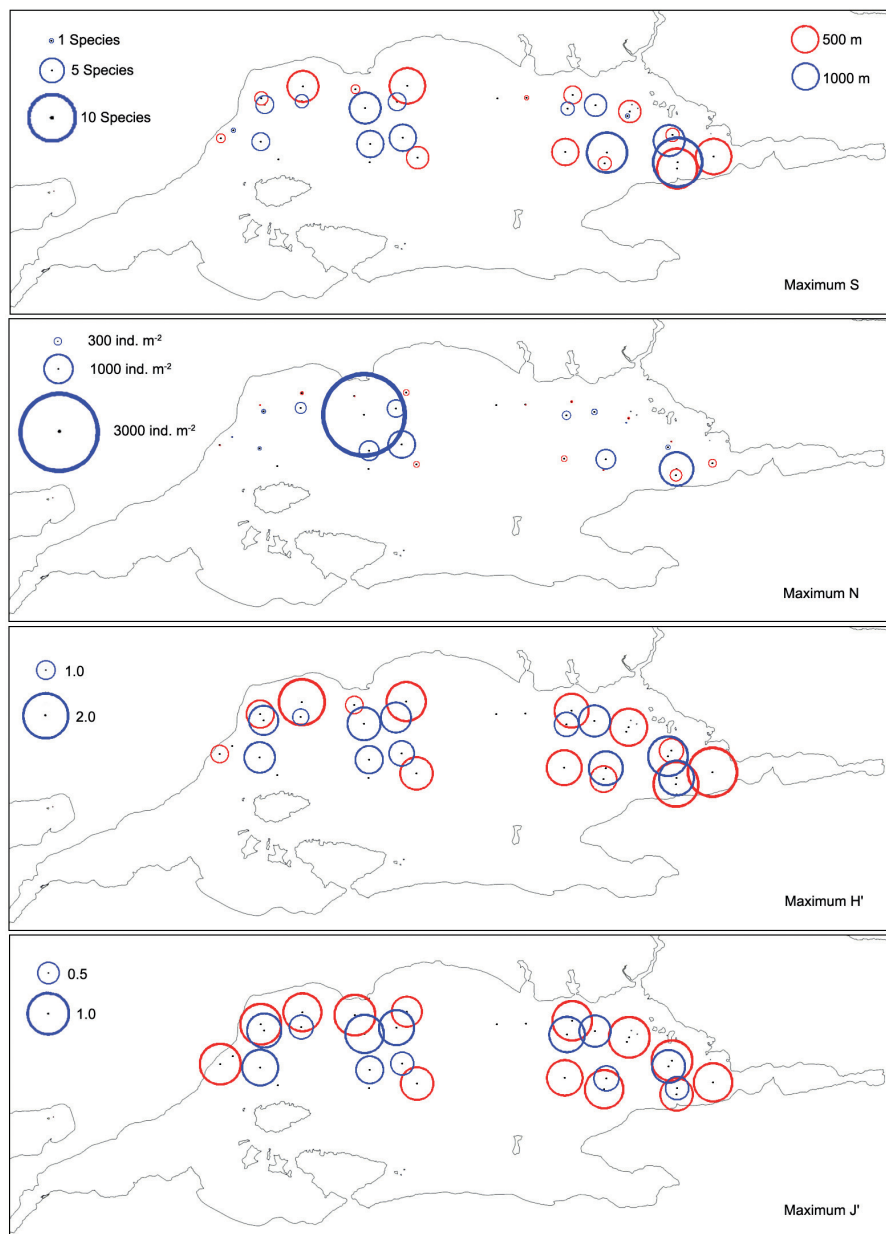 1 Species
5 Species
10 Species
500 m
1000 m
Maximum S
300 ind. m⁻²
1000 ind. m⁻²
3000 ind. m⁻²
Maximum N
1.0
2.0
Maximum H'
0.5
1.0
Maximum J'